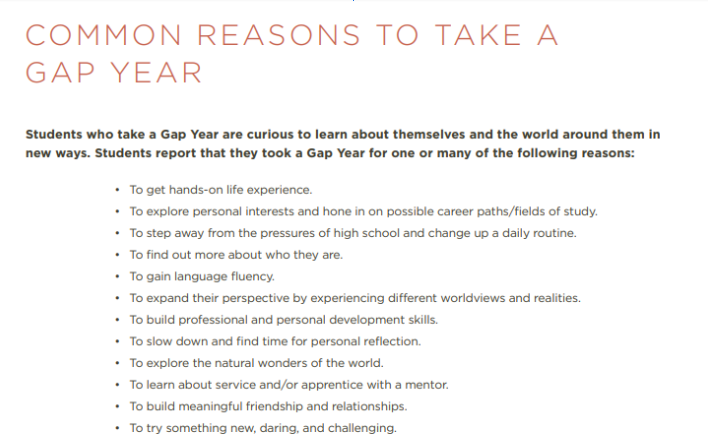 COMMON REASONS TO TAKE A
GAP YEAR
Students who take a Gap Year are curious to learn about themselves and the world around them in
new ways. Students report that they took a Gap Year for one or many of the following reasons:
• To get hands-on life experience.
• To explore personal interests and hone in on possible career paths/fields of study.
• To step away from the pressures of high school and change up a daily routine.
• To find out more about who they are.
• To gain language fluency.
• To expand their perspective by experiencing different worldviews and realities.
• To build professional and personal development skills.
• To slow down and find time for personal reflection.
• To explore the natural wonders of the world.
• To learn about service and/or apprentice with a mentor.
• To build meaningful friendship and relationships.
• To try something new, daring, and challenging.